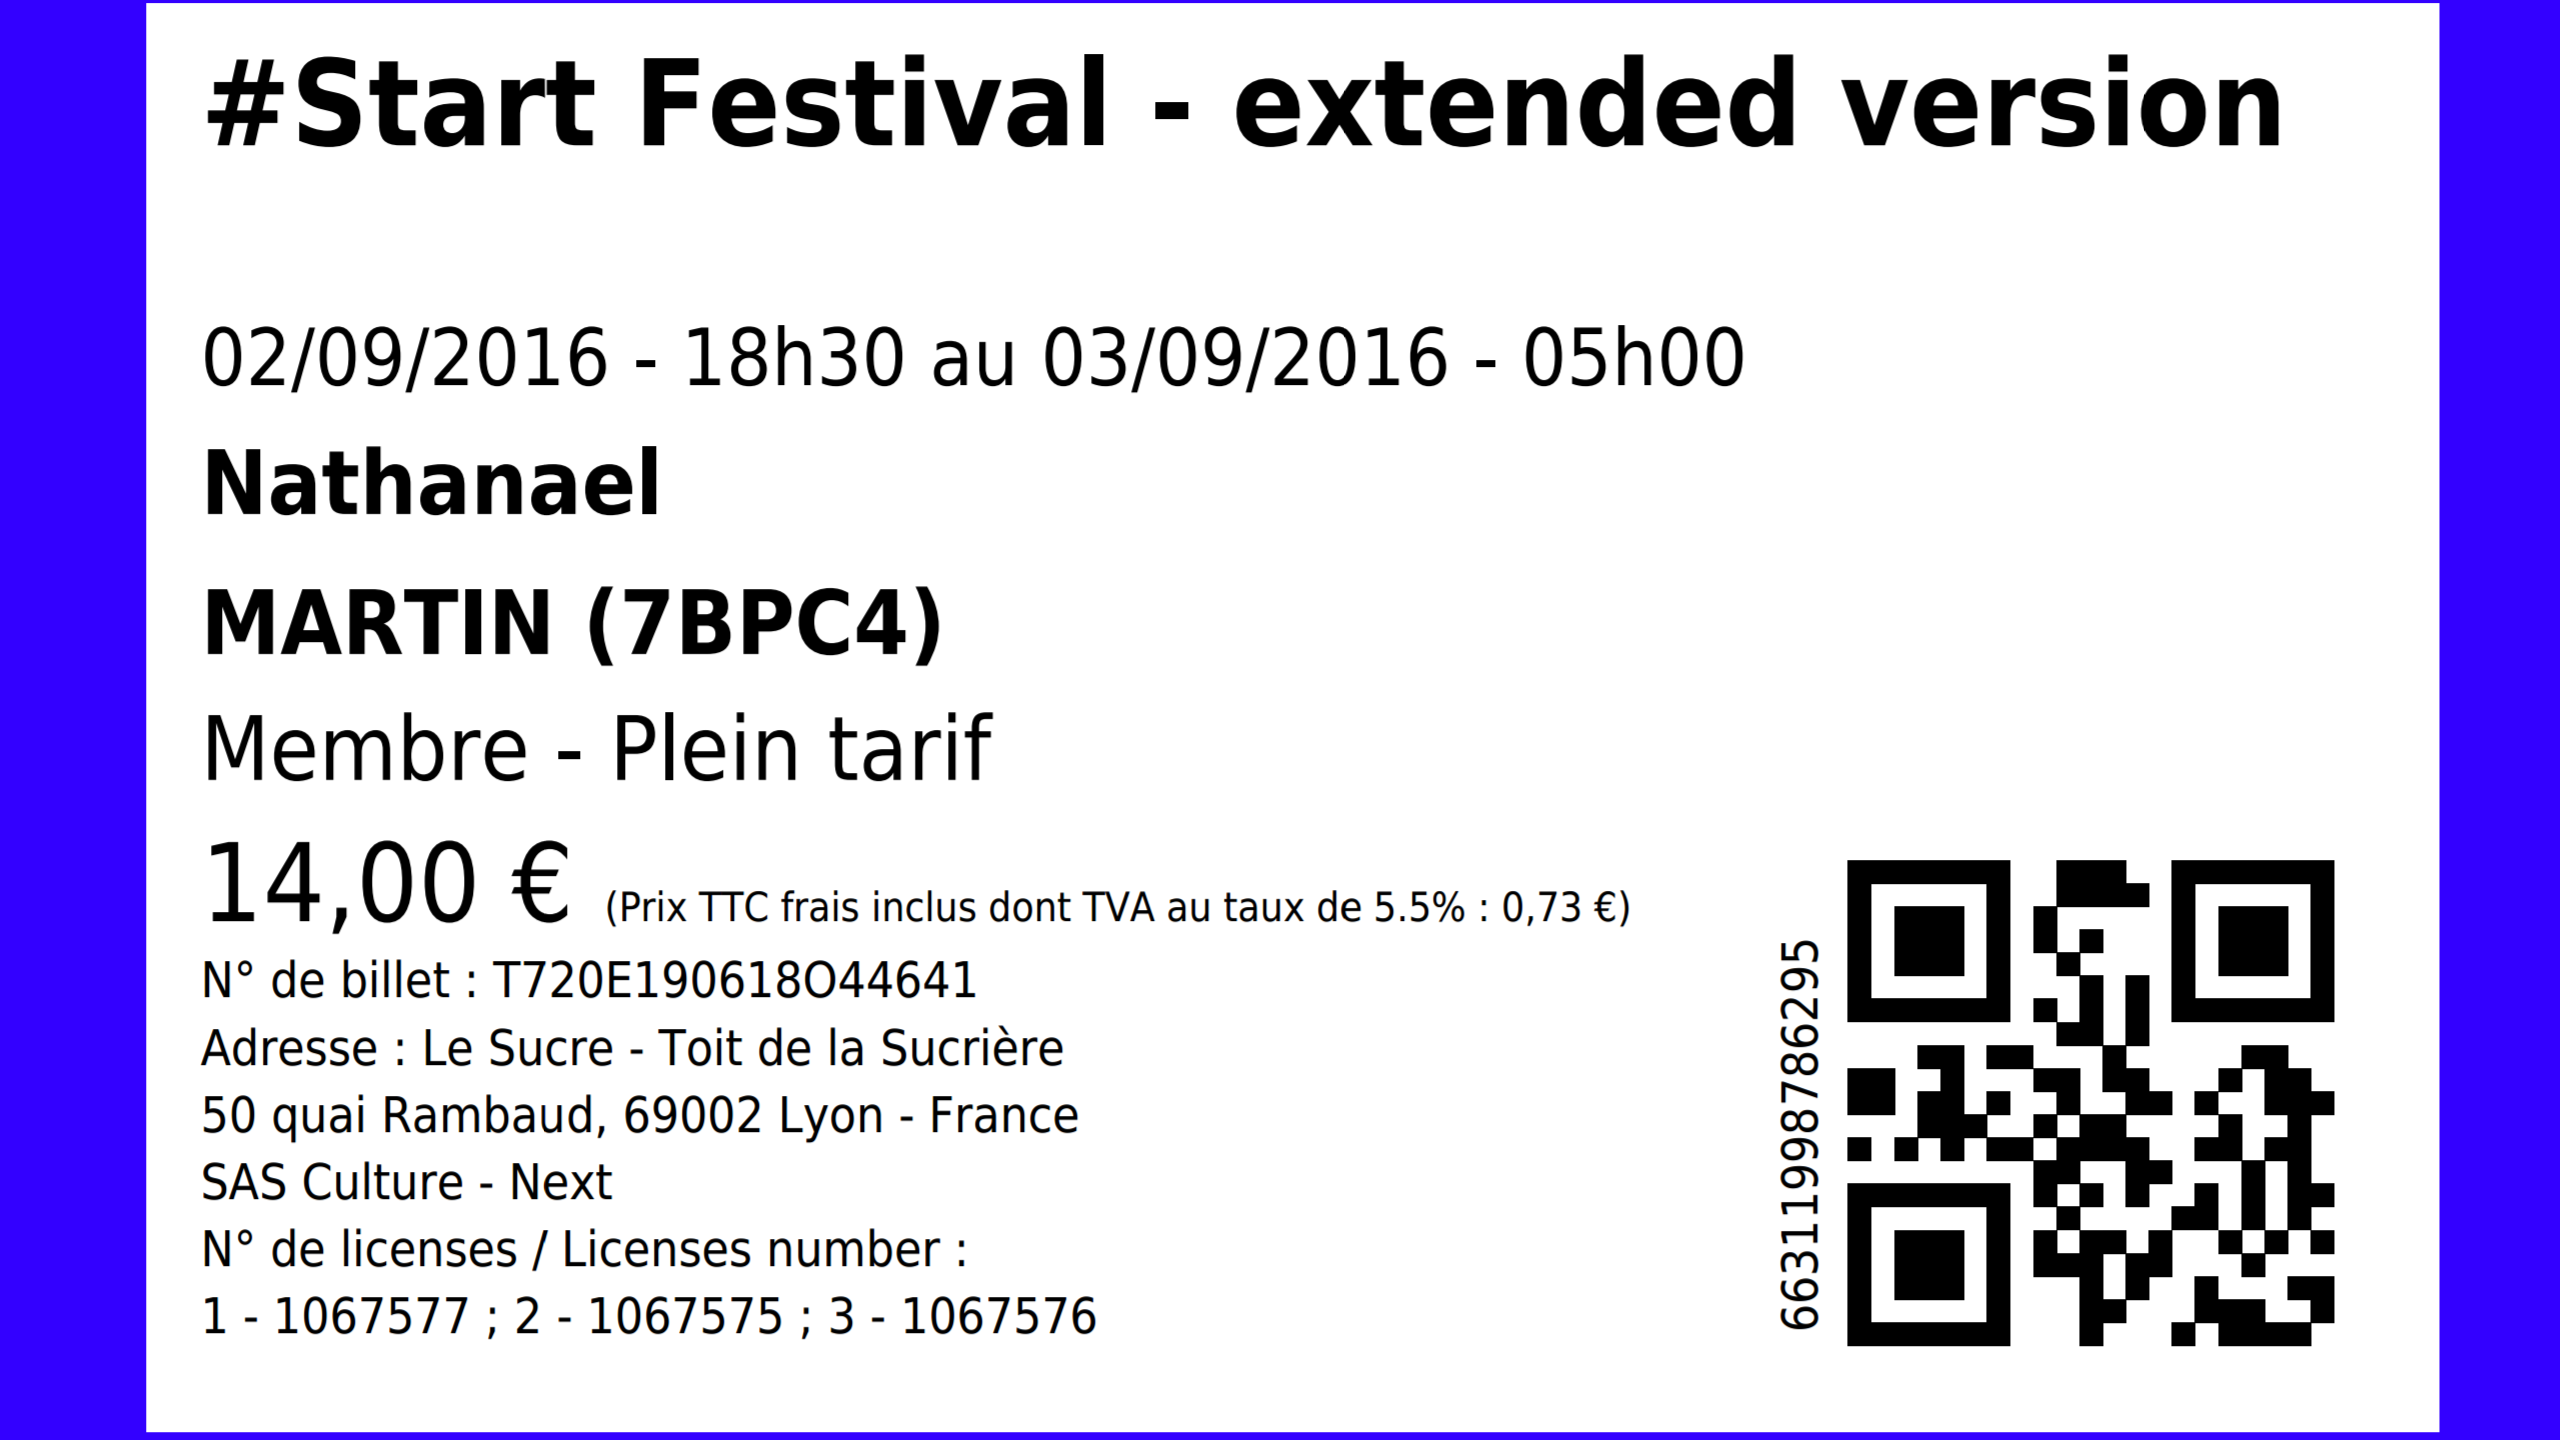 #Start Festival - extended version
02/09/2016 - 18h30 au 03/09/2016 - 05h00
Nathanael
MARTIN (7BPC4)
Membre - Plein tarif
14,00 € (Prix TTC frais inclus dont TVA au taux de 5.5% : 0,73 €)
N° de billet : T720E190618O44641
Adresse : Le Sucre - Toit de la Sucrière
50 quai Rambaud, 69002 Lyon - France
SAS Culture - Next
N° de licenses / Licenses number :
1 - 1067577 ; 2 - 1067575 ; 3 - 1067576
66311998786295